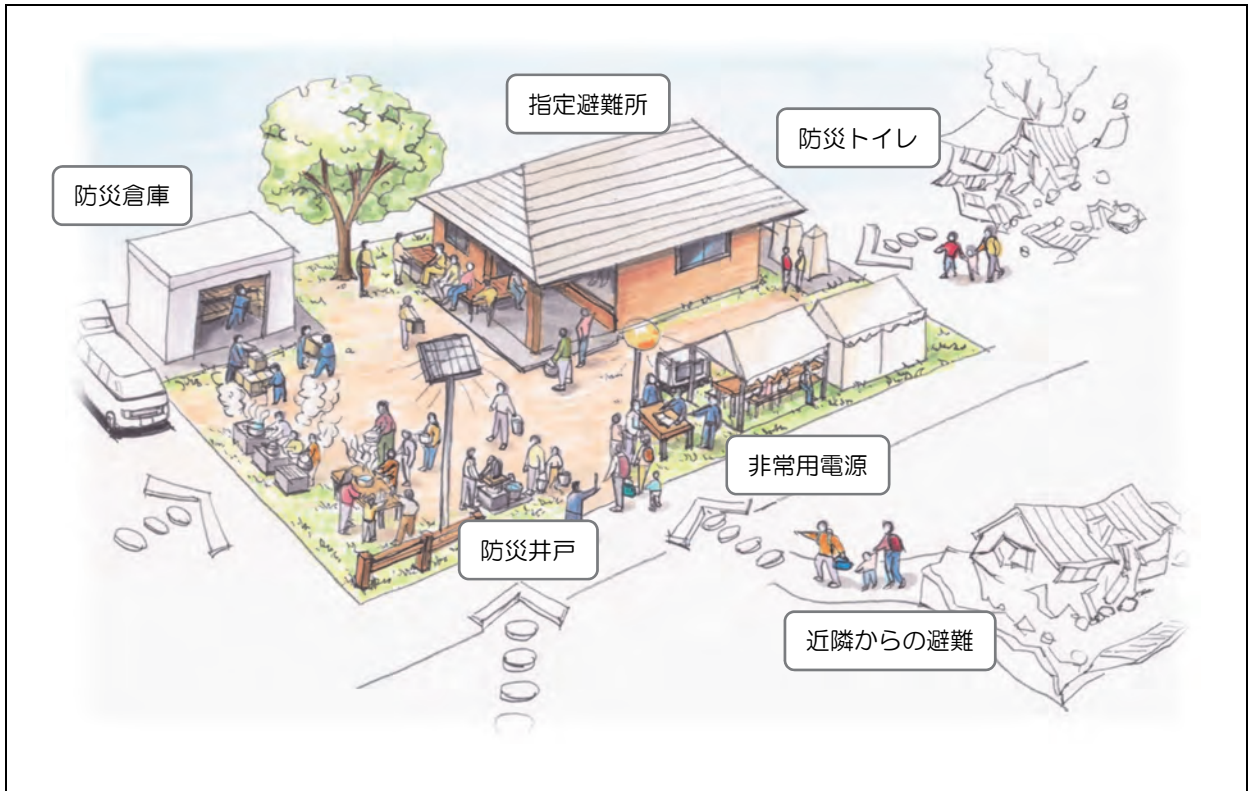 指定避難所
防災トイレ
防災倉庫
非常用電源
防災井戸
近隣からの避難